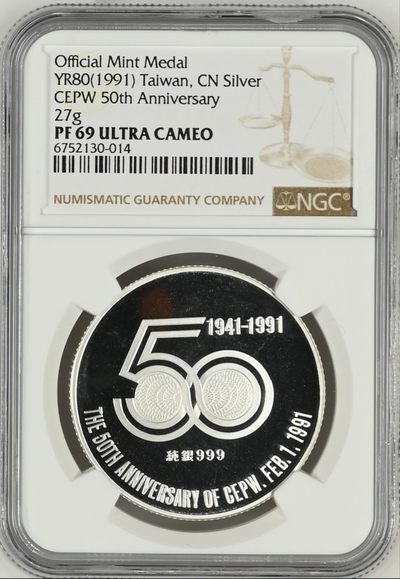 Official Mint Medal
YR80(1991) Taiwan, CN Silver
CEPW 50th Anniversary
27g
PF 69 ULTRA CAMEO
6752130-014
NUMISMATIC GUARANTY COMPANY
NGC®
1941-1991
50
純銀999
THE 50TH ANNIVERSARY OF CEPW. FEB. 1. 1991